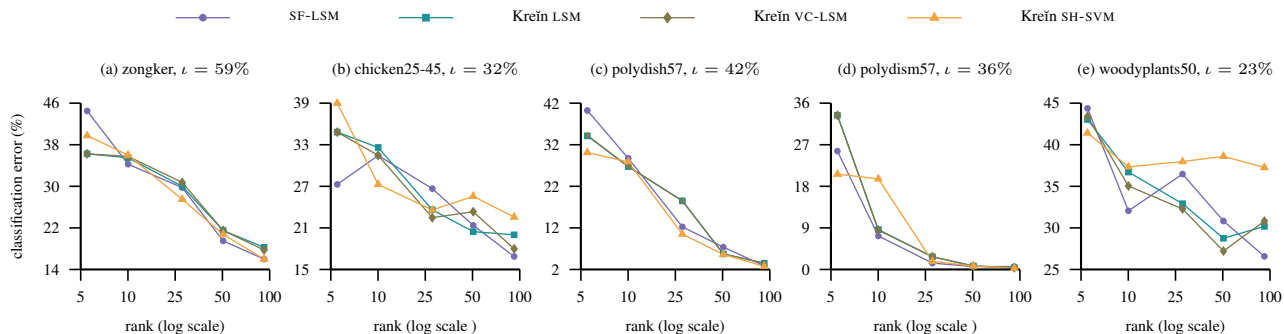 SF-LSM Kreĭn LSM Kreĭn VC-LSM Kreĭn SH-SVM
(a) zongker, ι = 59% (b) chicken25-45, ι = 32% (c) polydish57, ι = 42% (d) polydism57, ι = 36% (e) woodyplants50, ι = 23%
classification error (%)
46 39 42 36 45
38 33 32 27 40
30 27 22 18 35
22 21 12 9 30
14 15 2 0 25
5 10 25 50 100 5 10 25 50 100 5 10 25 50 100 5 10 25 50 100 5 10 25 50 100
rank (log scale) rank (log scale ) rank (log scale) rank (log scale ) rank (log scale)